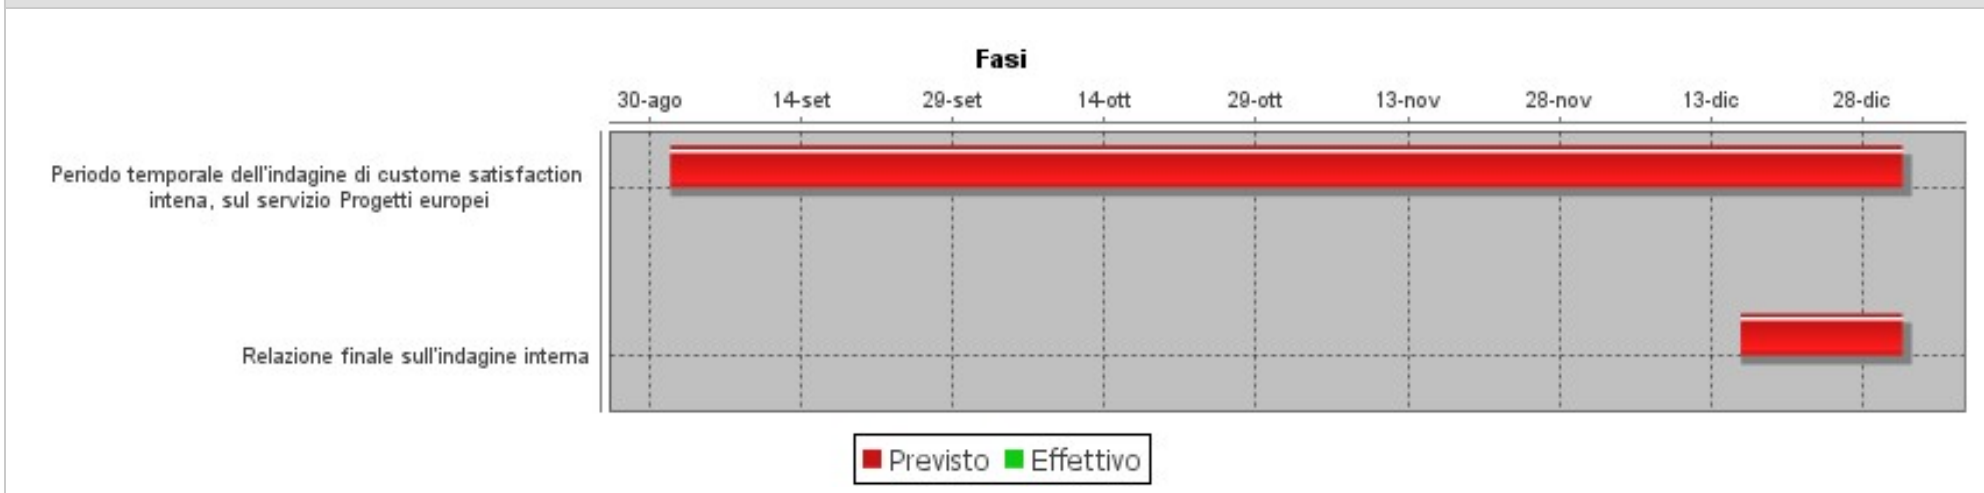 Fasi
30-ago 14-set 29-set 14-ott 29-ott 13-nov 28-nov 13-dic 28-dic
Periodo temporale dell'indagine di custome satisfaction
intena, sul servizio Progetti europei
Relazione finale sull'indagine interna
Previsto Effettivo